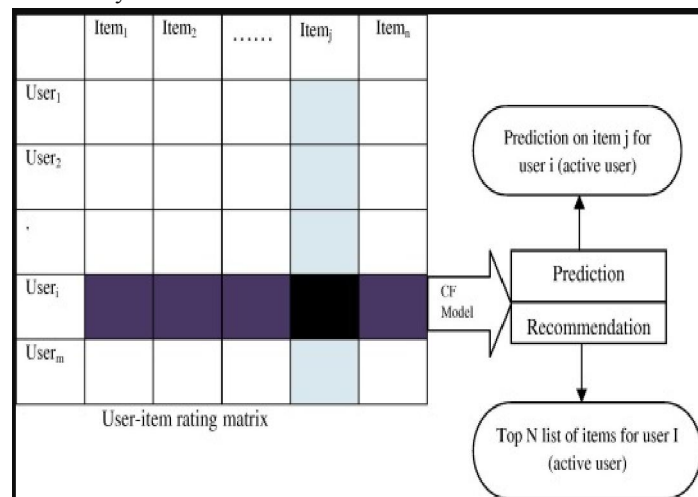 Item₁ Item₂ ...... Itemⱼ Itemₙ
User₁
User₂
.
Userᵢ
Userₘ
User-item rating matrix
CF
Model
Prediction on item j for
user i (active user)
Prediction
Recommendation
Top N list of items for user I
(active user)